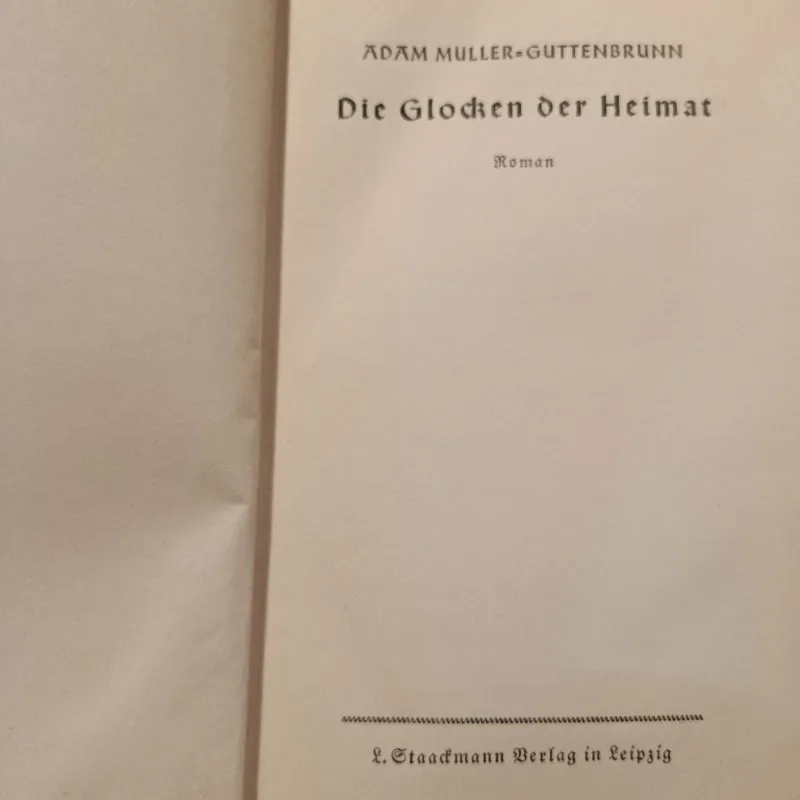 ADAM MULLER-GUTTENBRUNN
Die Glocken der Heimat
Roman
L. Staackmann Verlag in Leipzig